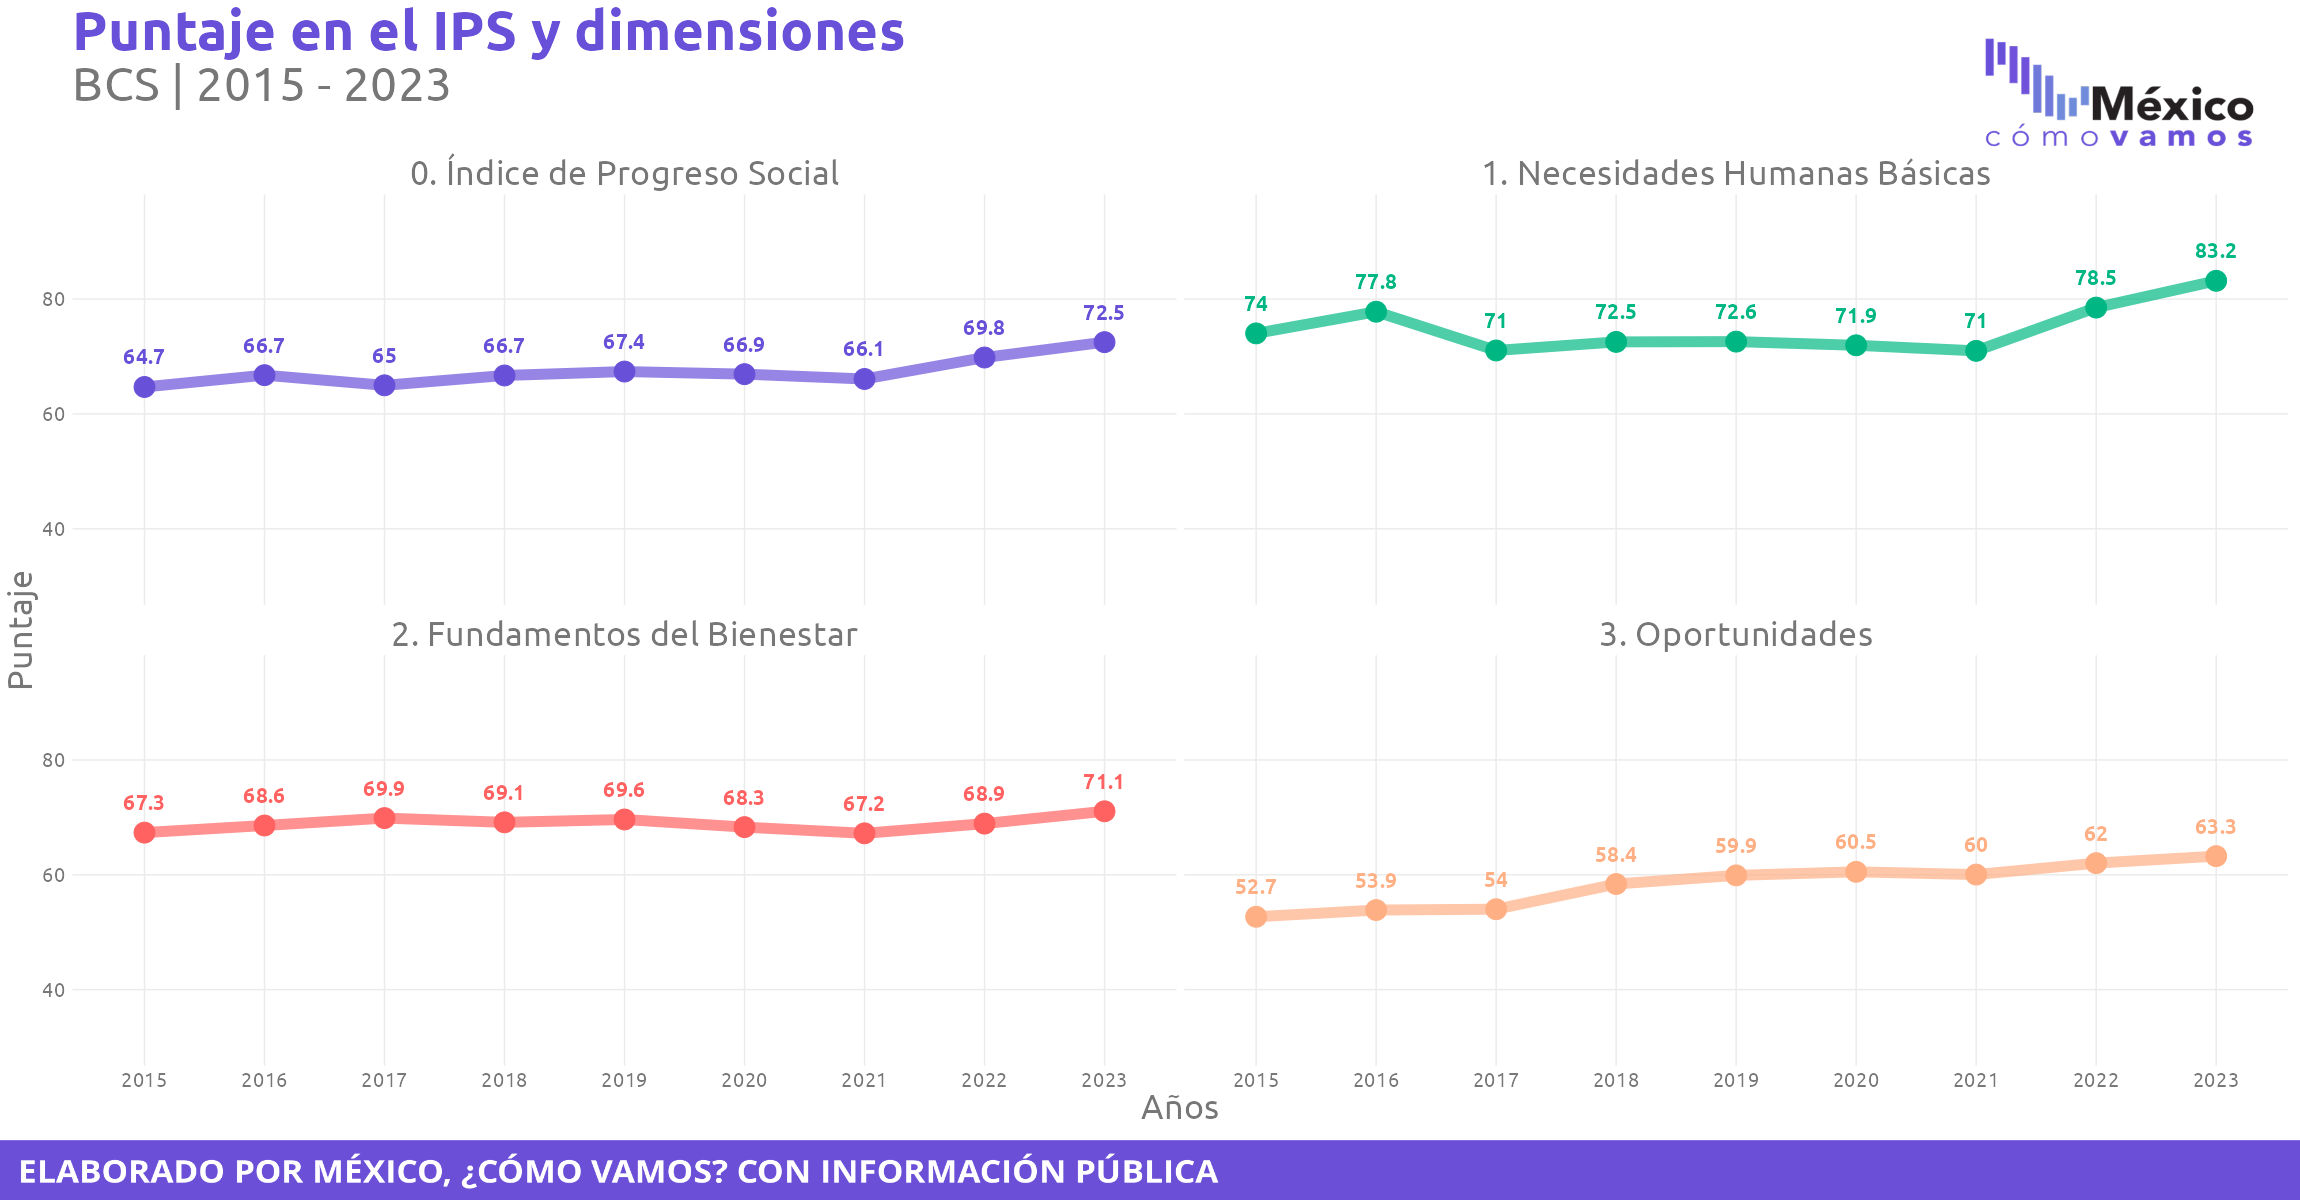 Puntaje en el IPS y dimensiones
BCS | 2015 - 2023
México
cómovamos
0. Índice de Progreso Social
64.7 66.7 65 66.7 67.4 66.9 66.1 69.8 72.5
80
60
40
1. Necesidades Humanas Básicas
74 77.8 71 72.5 72.6 71.9 71 78.5 83.2
Puntaje
2. Fundamentos del Bienestar
67.3 68.6 69.9 69.1 69.6 68.3 67.2 68.9 71.1
80
60
40
2015 2016 2017 2018 2019 2020 2021 2022 2023
3. Oportunidades
52.7 53.9 54 58.4 59.9 60.5 60 62 63.3
2015 2016 2017 2018 2019 2020 2021 2022 2023
Años
ELABORADO POR MÉXICO, ¿CÓMO VAMOS? CON INFORMACIÓN PÚBLICA